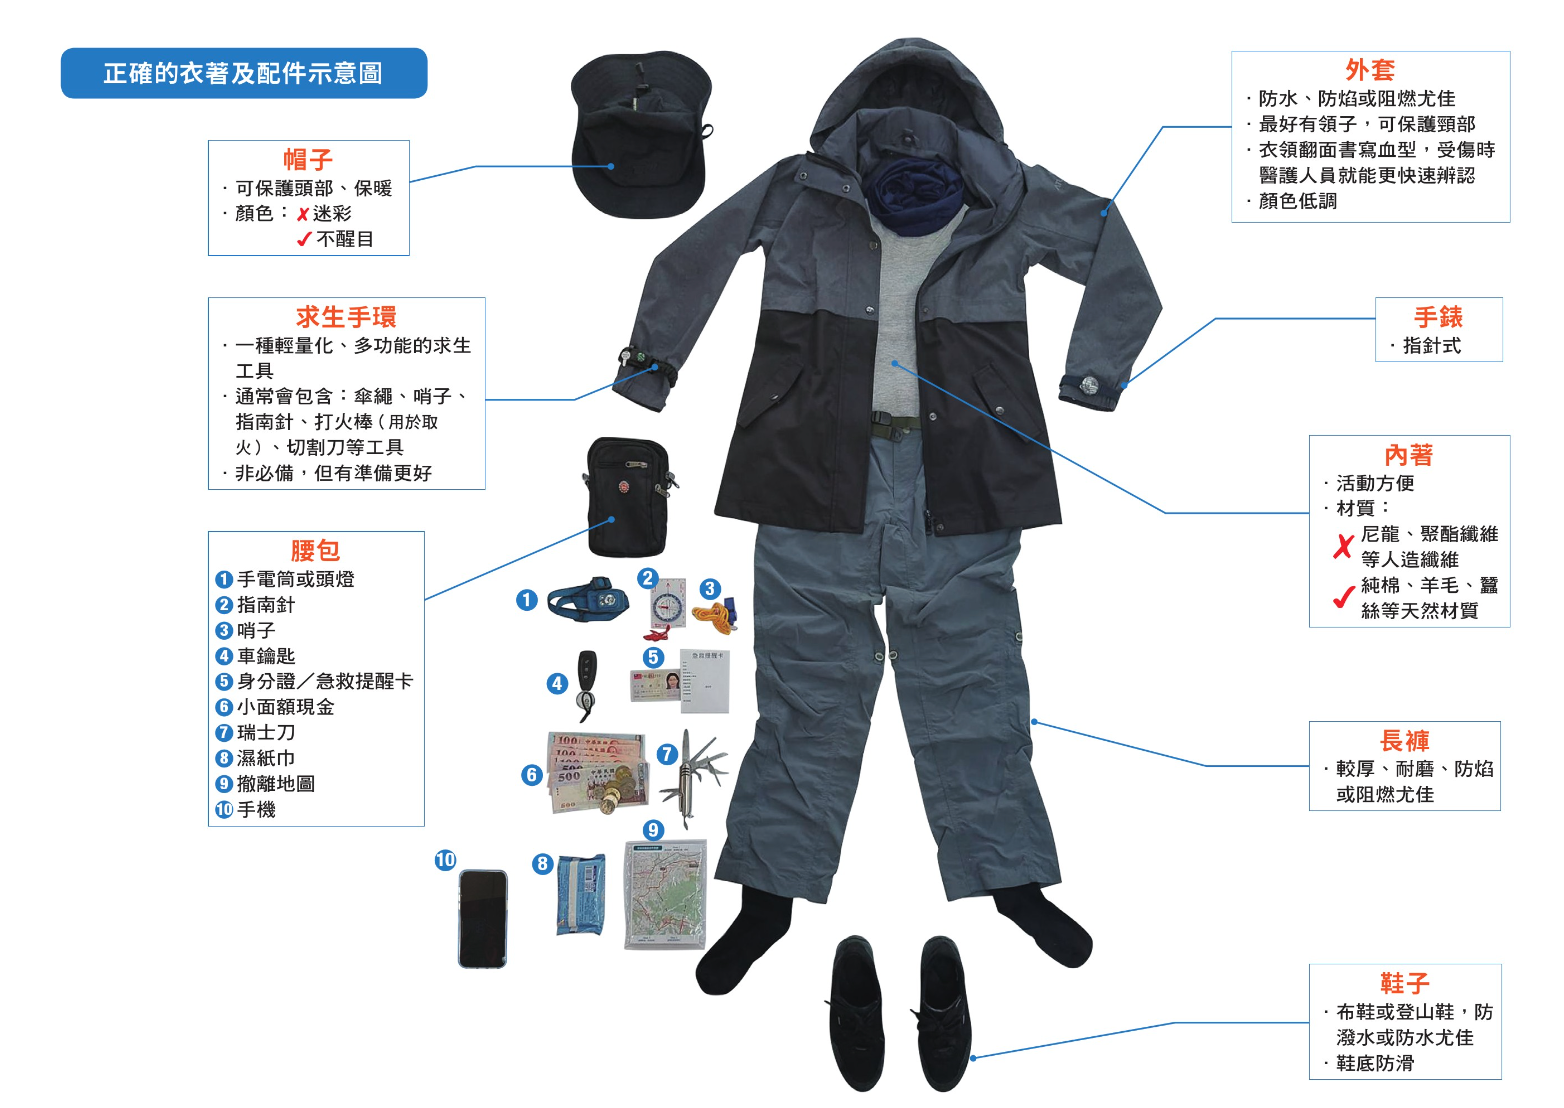 正確的衣著及配件示意圖
帽子
·可保護頭部、保暖
·顏色：✗迷彩
✓不醒目
求生手環
·一種輕量化、多功能的求生
工具
·通常會包含：傘繩、哨子、
指南針、打火棒（用於取
火）、切割刀等工具
·非必備，但有準備更好
腰包
1 手電筒或頭燈
2 指南針
3 哨子
4 車鑰匙
5 身分證／急救提醒卡
6 小面額現金
7 瑞士刀
8 濕紙巾
9 撤離地圖
10 手機
1
2
3
4
5
急救提醒卡
6
100
100
500
500
500
7
8
9
10
外套
·防水、防焰或阻燃尤佳
·最好有領子，可保護頸部
·衣領翻面書寫血型，受傷時
醫護人員就能更快速辨認
·顏色低調
手錶
·指針式
內著
·活動方便
·材質：
✗尼龍、聚酯纖維
等人造纖維
✓純棉、羊毛、蠶
絲等天然材質
長褲
·較厚、耐磨、防焰
或阻燃尤佳
鞋子
·布鞋或登山鞋，防
潑水或防水尤佳
·鞋底防滑